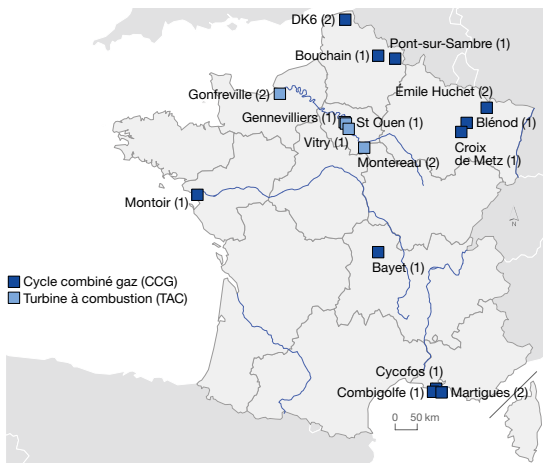 DK6 (2)
Pont-sur-Sambre (1)
Bouchain (1)
Émile Huchet (2)
Gonfreville (2)
Gennevilliers (1)
St Ouen (1)
Blénod (1)
Vitry (1)
Croix
de Metz (1)
Montereau (2)
Montoir (1)
N
Bayet (1)
Cycle combiné gaz (CCG)
Turbine à combustion (TAC)
Cycofos (1)
Combigolfe (1)
Martigues (2)
0 50 km